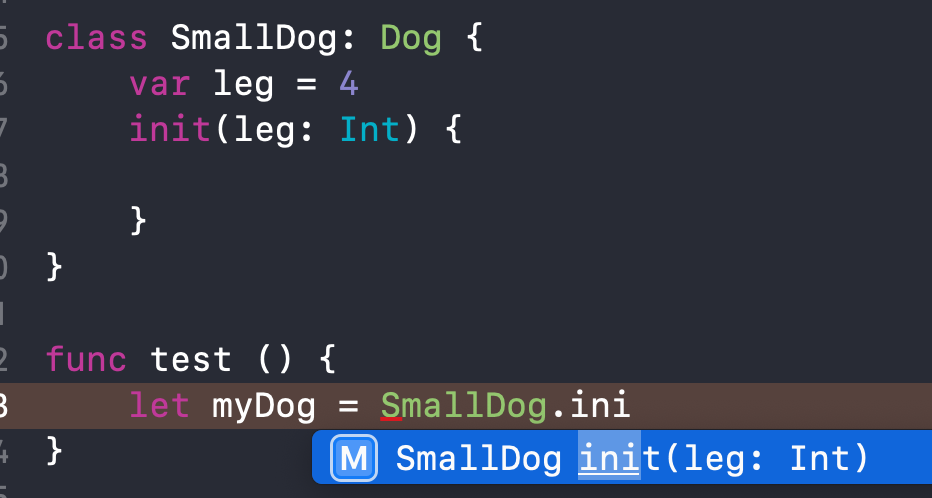 5 class SmallDog: Dog {
6 var leg = 4
7 init(leg: Int) {
8
9 }
0 }
1
2 func test () {
3 let myDog = SmallDog.ini
4 }
M SmallDog init(leg: Int)